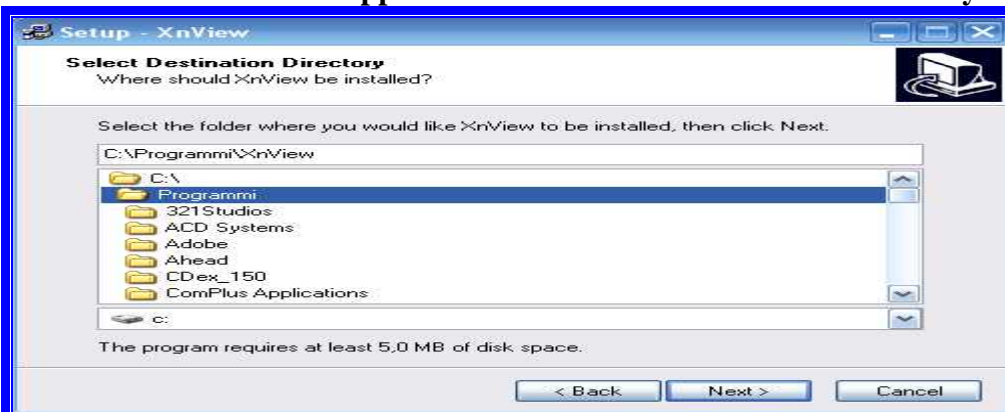 Setup - XnView
Select Destination Directory
Where should XnView be installed?
Select the folder where you would like XnView to be installed, then click Next.
C:\Programmi\XnView
C:\
Programmi
321Studios
ACD Systems
Adobe
Ahead
CDex_150
ComPlus Applications
c:
The program requires at least 5,0 MB of disk space.
< Back Next > Cancel